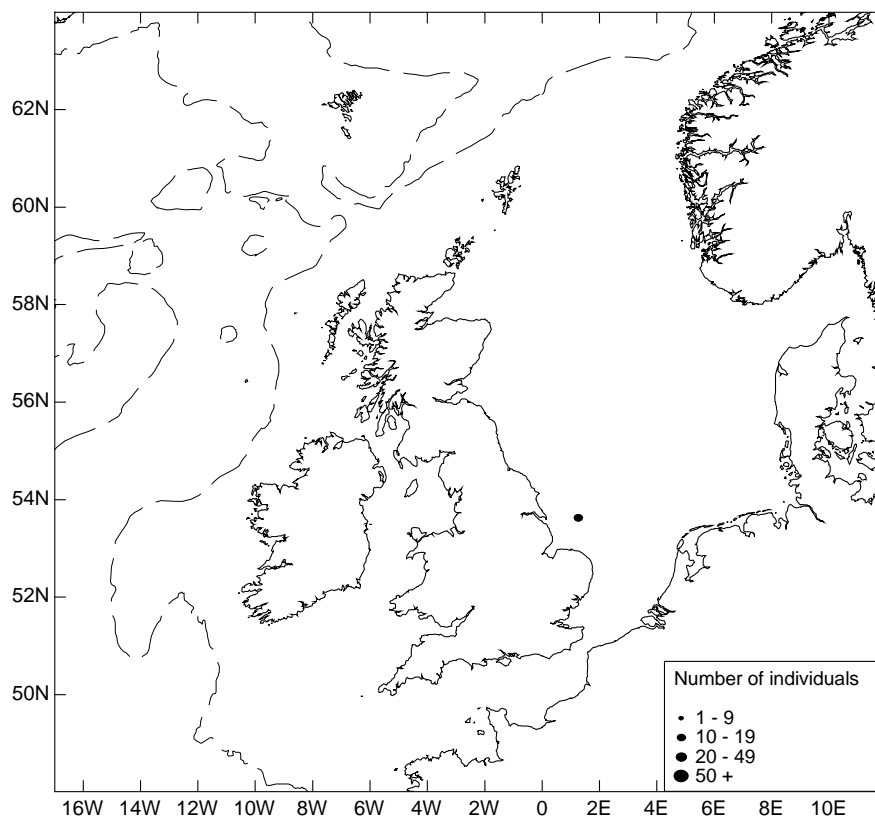 62N
60N
58N
56N
54N
52N
50N
Number of individuals
1 - 9
10 - 19
20 - 49
50 +
16W 14W 12W 10W 8W 6W 4W 2W 0 2E 4E 6E 8E 10E